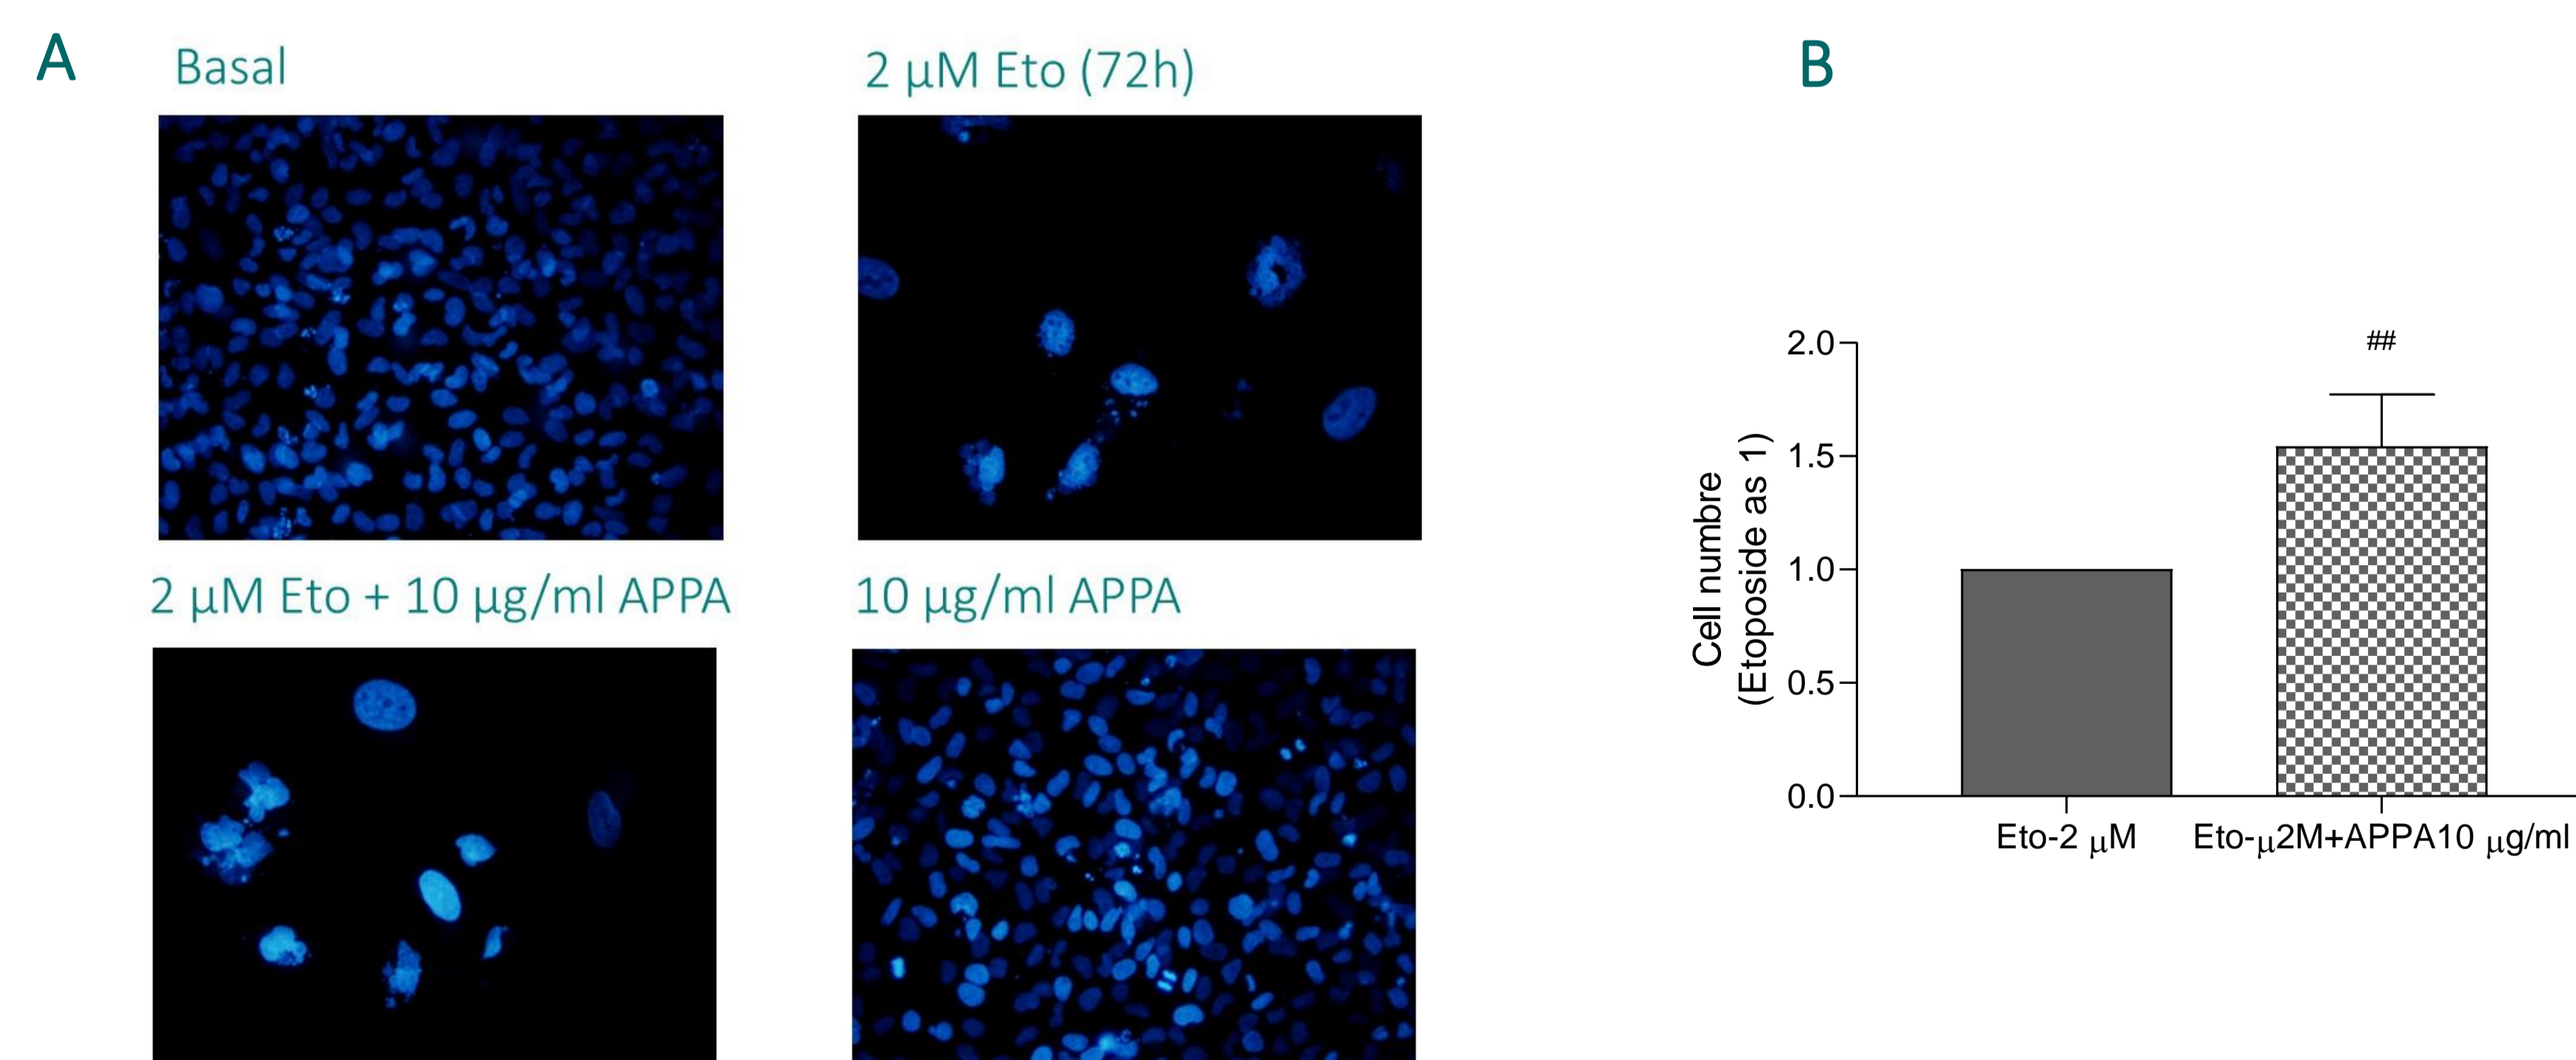 A
Basal
2 μM Eto (72h)
2 μM Eto + 10 μg/ml APPA
10 μg/ml APPA
B
Cell numbre
(Etoposide as 1)
2.0
1.5
1.0
0.5
0.0
##
Eto-2 μM
Eto-μ2M+APPA10 μg/ml